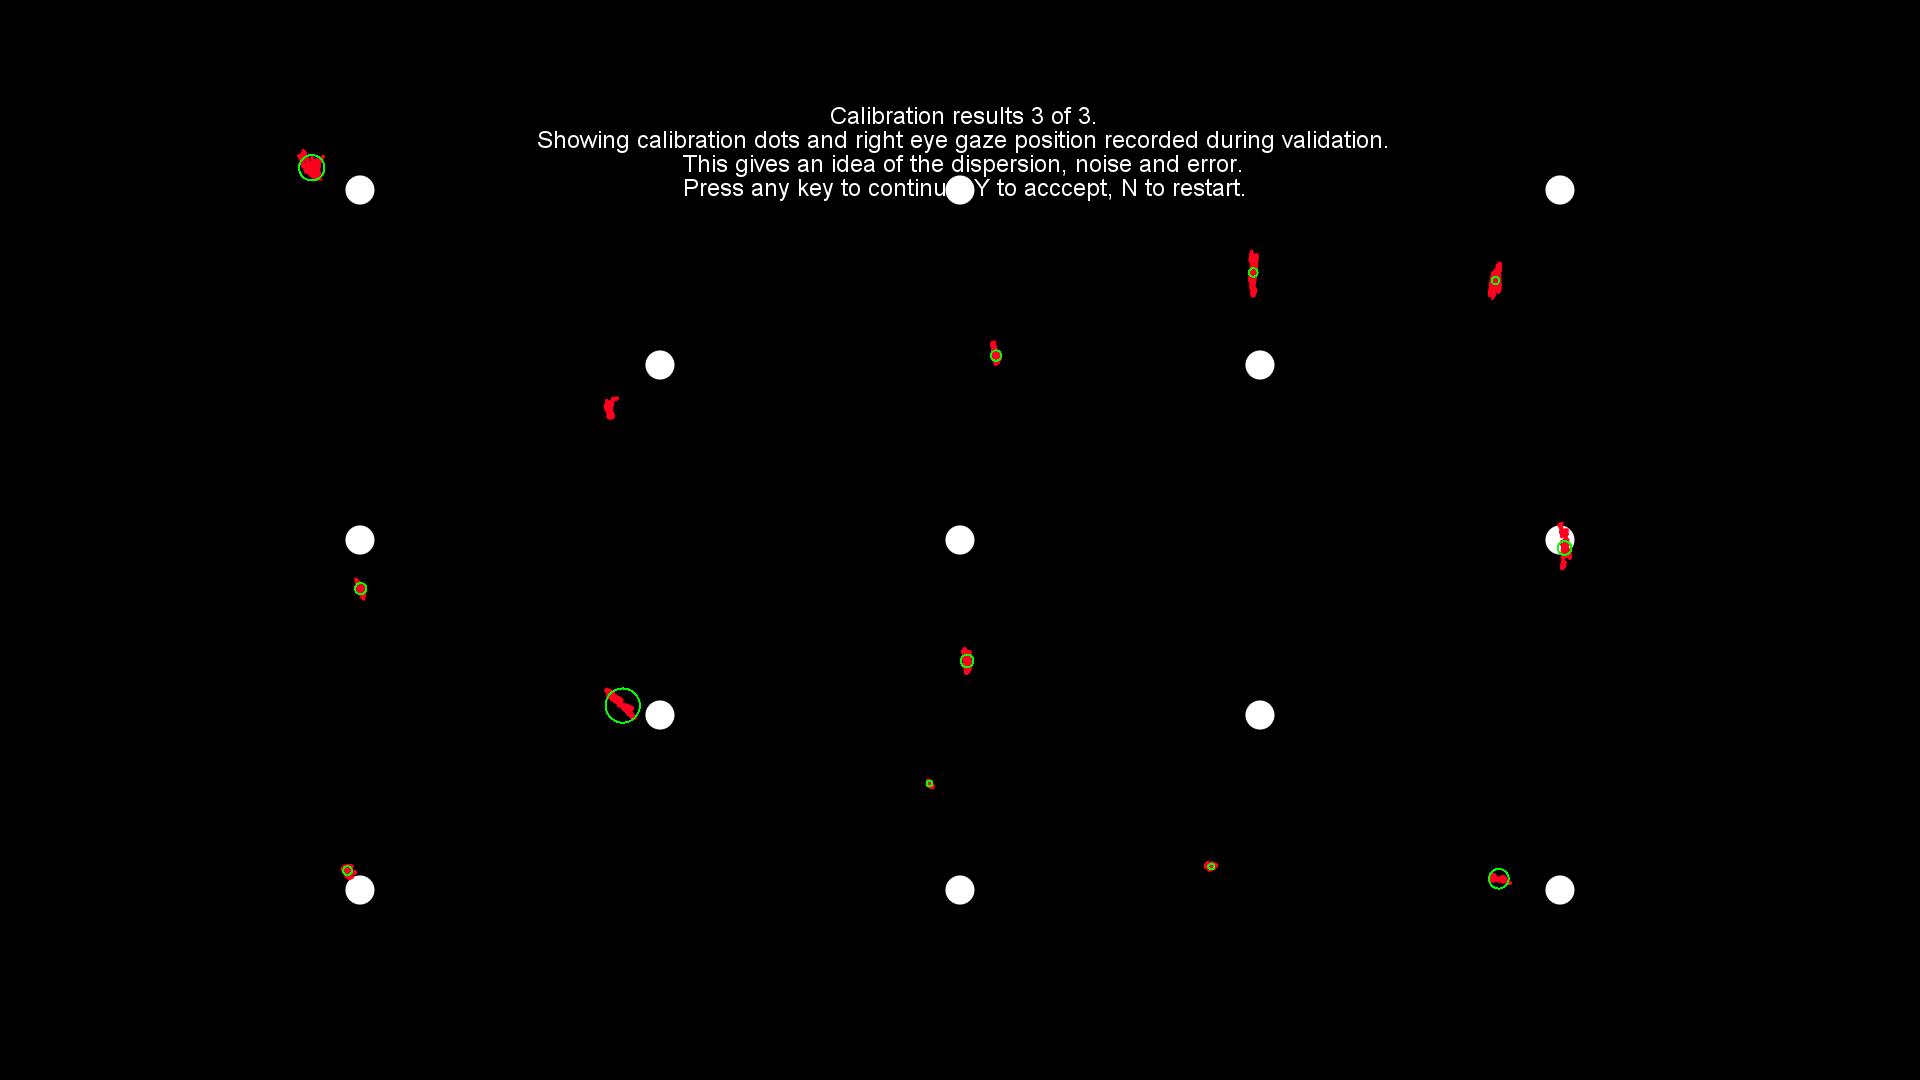 Calibration results 3 of 3.
Showing calibration dots and right eye gaze position recorded during validation.
This gives an idea of the dispersion, noise and error.
Press any key to continu Y to acccept, N to restart.